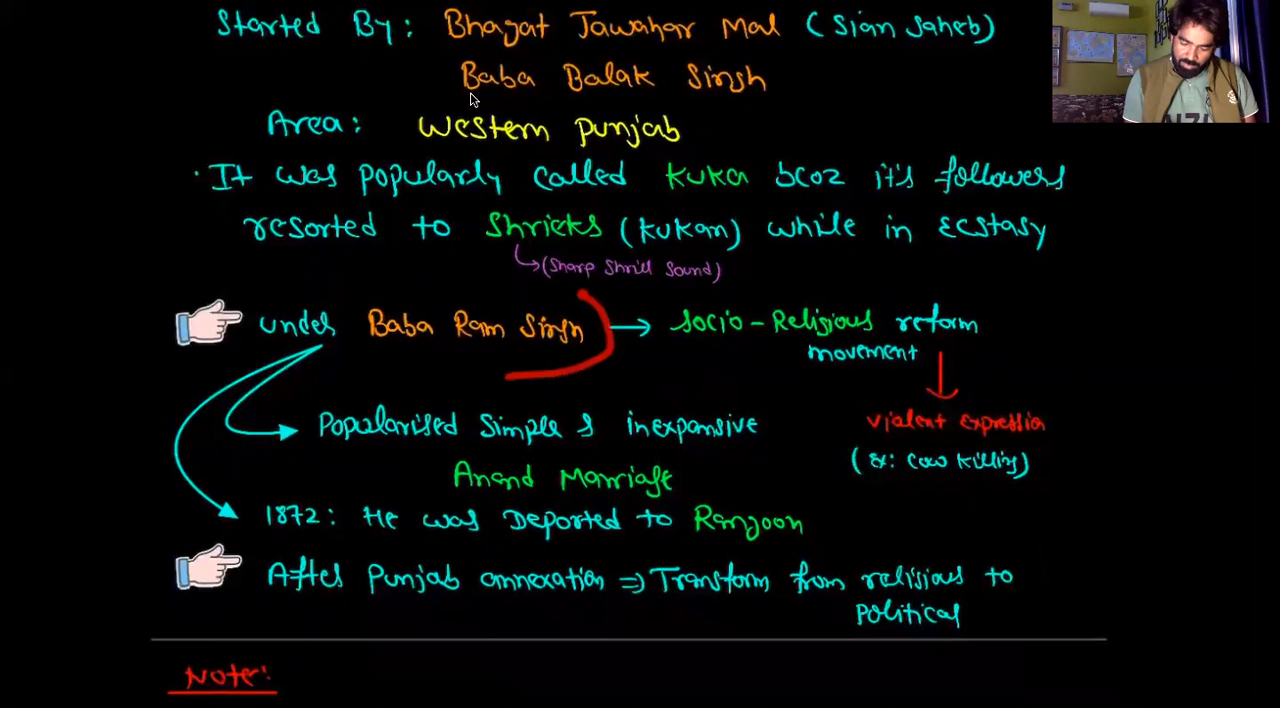 Started By: Bhagat Jawahar Mal (Sian Saheb)
Baba Balak Singh
Area: Western Punjab
· It was popularly called Kuka bcoz it's followers
resorted to Shrieks (Kukan) while in Ecstasy
(Sharp Shrill Sound)
under Baba Ram Singh → Socio-Religious reform
movement
Popularised Simple & inexpansive
violent expression
(Ex: Cow Killing)
Anand Marriage
1872: He was Deported to Rangoon
After Punjab annexation ⇒ Transform from religious to
political
Note: